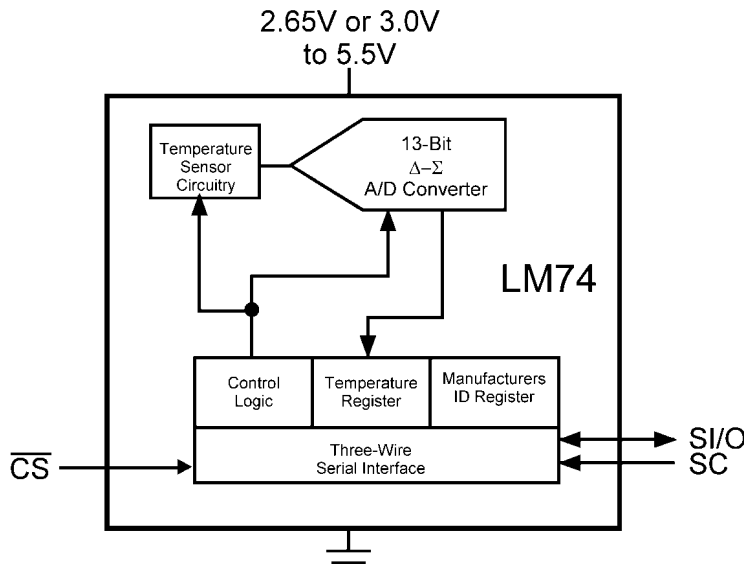 2.65V or 3.0V
to 5.5V
Temperature
Sensor
Circuitry
13-Bit
Δ–Σ
A/D Converter
LM74
Control
Logic
Temperature
Register
Manufacturers
ID Register
Three-Wire
Serial Interface
C̅S̅
SI/O
SC